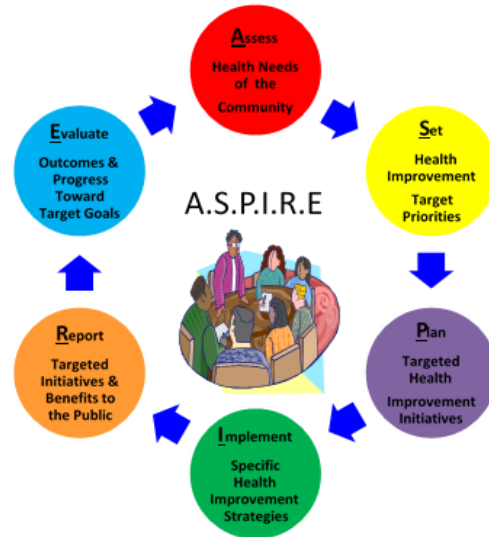 Assess
Health Needs
of the
Community
Set
Health
Improvement
Target
Priorities
Plan
Targeted
Health
Improvement
Initiatives
Implement
Specific
Health
Improvement
Strategies
Report
Targeted
Initiatives &
Benefits to
the Public
Evaluate
Outcomes &
Progress
Toward
Target Goals
A.S.P.I.R.E